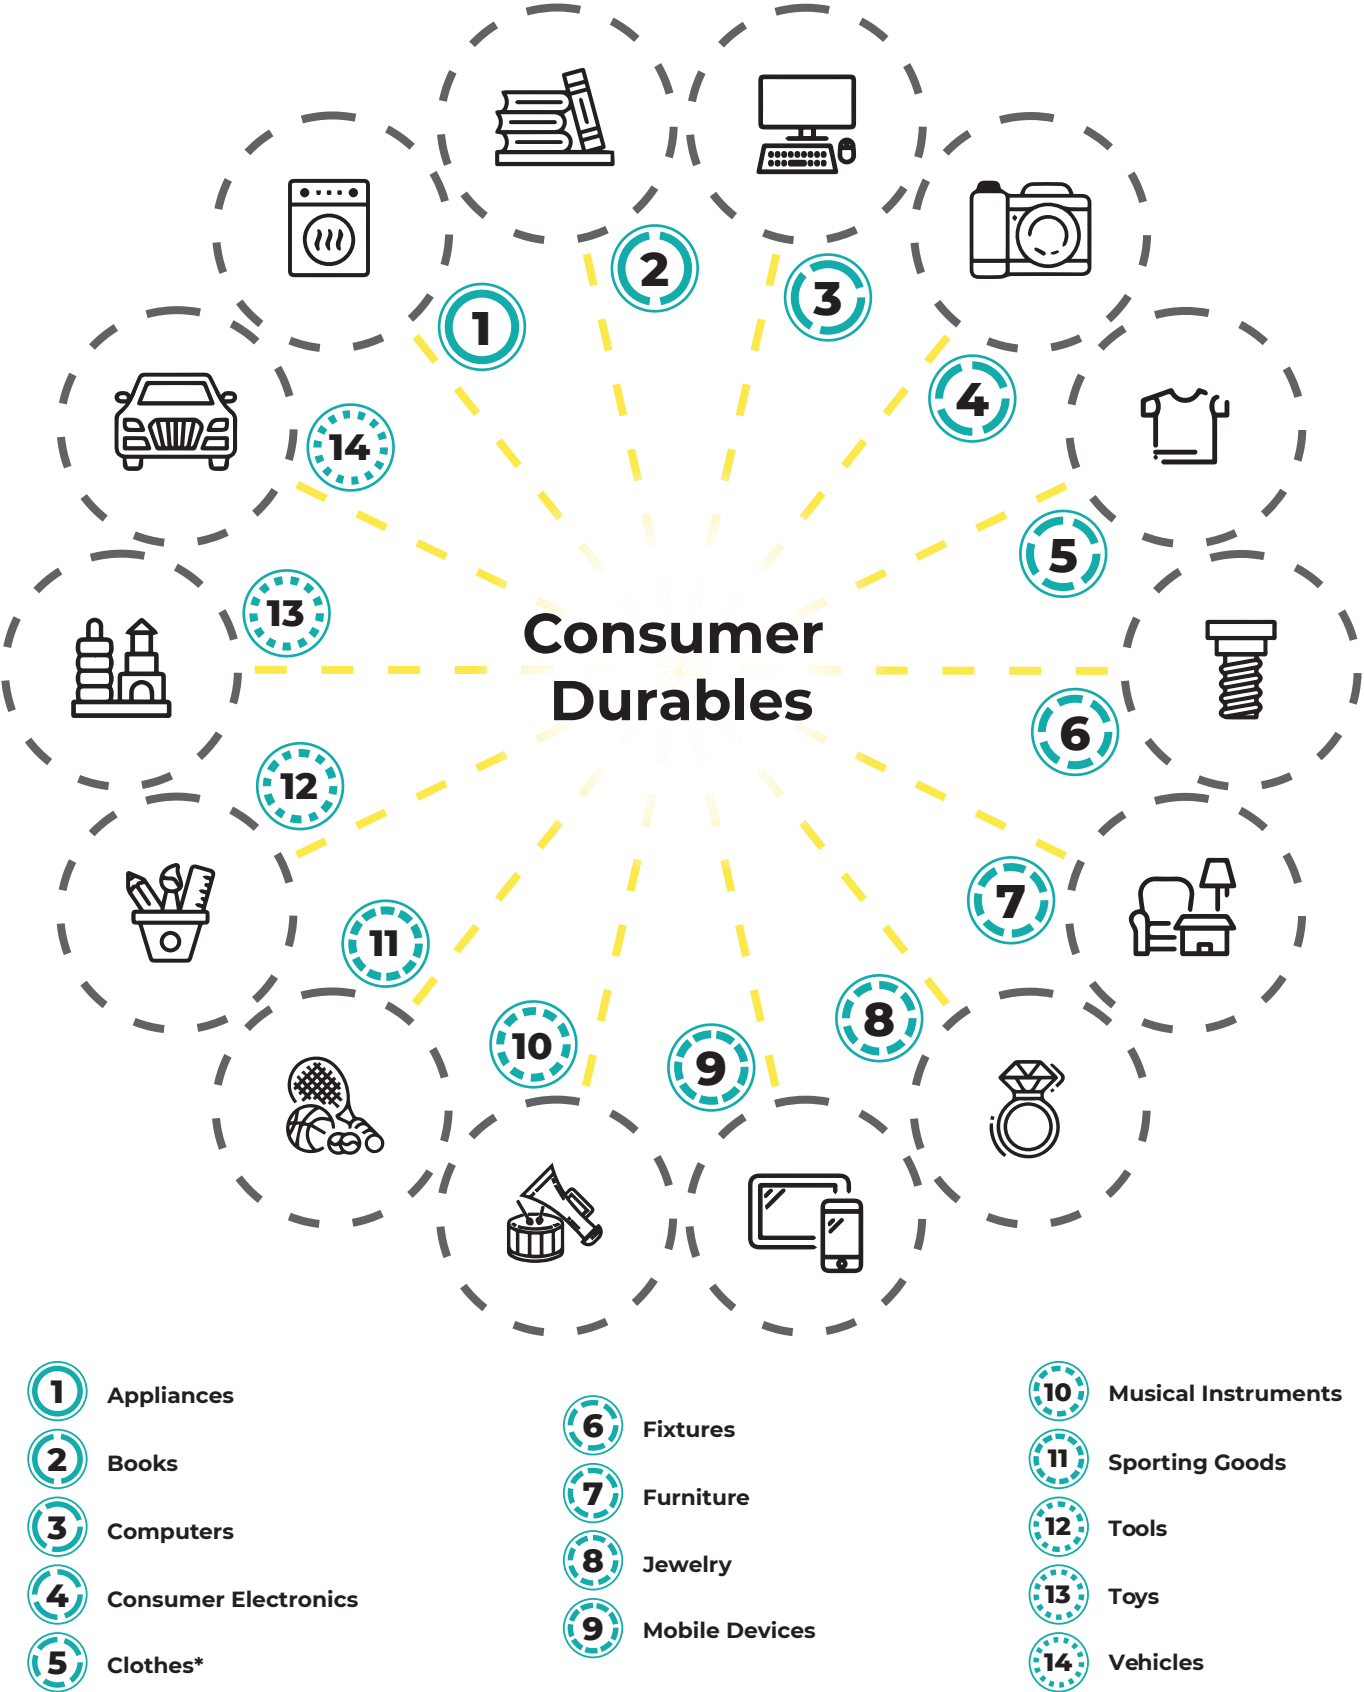 1
2
3
4
14
5
13
Consumer
Durables
6
12
7
11
8
10
9
1 Appliances
2 Books
3 Computers
4 Consumer Electronics
5 Clothes*
6 Fixtures
7 Furniture
8 Jewelry
9 Mobile Devices
10 Musical Instruments
11 Sporting Goods
12 Tools
13 Toys
14 Vehicles